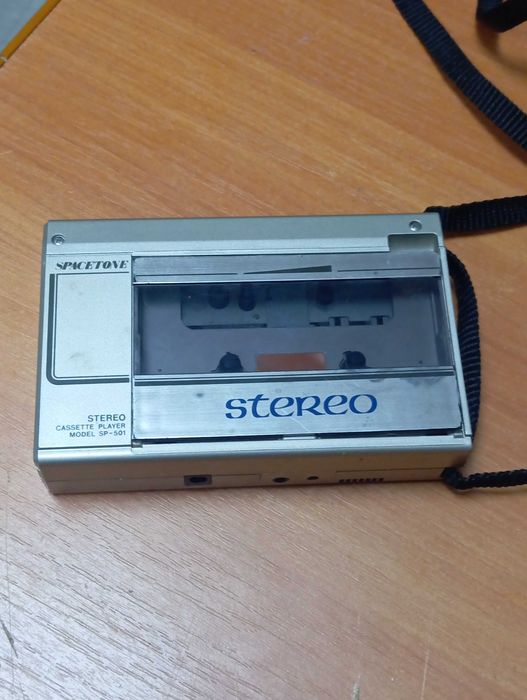 SPACETONE
STEREO
CASSETTE PLAYER
MODEL SP-501
STEREO